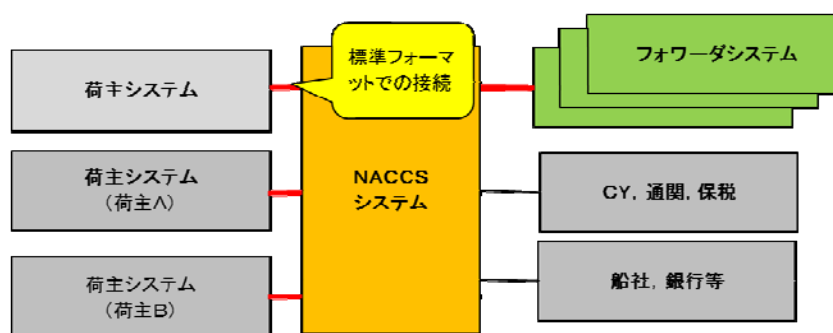 標準フォーマ
ットでの接続
フォワーダシステム
荷主システム
荷主システム
(荷主A)
NACCS
システム
CY, 通関, 保税
荷主システム
(荷主B)
船社, 銀行等